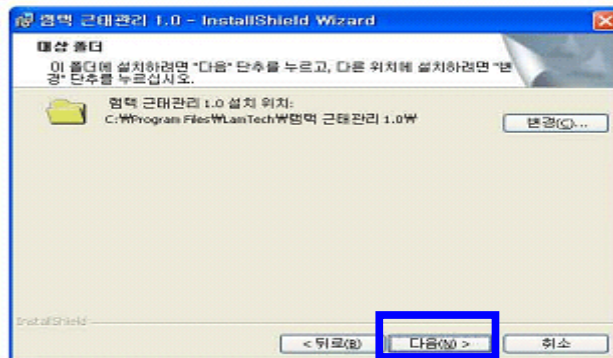 램텍 근태관리 1.0 - InstallShield Wizard
대상 폴더
이 폴더에 설치하려면 "다음" 단추를 누르고, 다른 위치에 설치하려면 "변
경" 단추를 누르십시오.
램텍 근태관리 1.0 설치 위치:
C:₩Program Files₩LamTech₩램텍 근태관리 1.0₩
변경(C)...
InstallShield
< 뒤로(B)
다음(N) >
취소